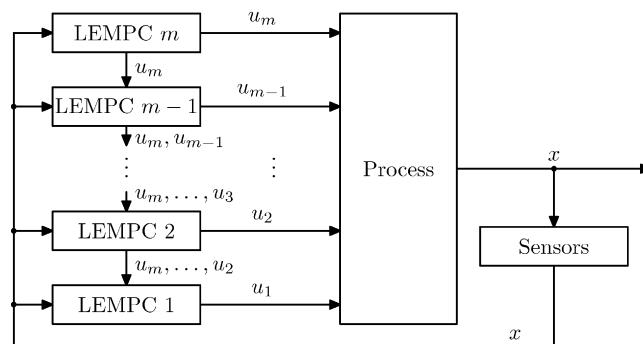 LEMPC m
u_m
u_m
LEMPC m − 1
u_{m−1}
u_m, u_{m−1}
⋮
⋮
Process
x
u_m, . . . , u_3
LEMPC 2
u_2
Sensors
u_m, . . . , u_2
LEMPC 1
u_1
x